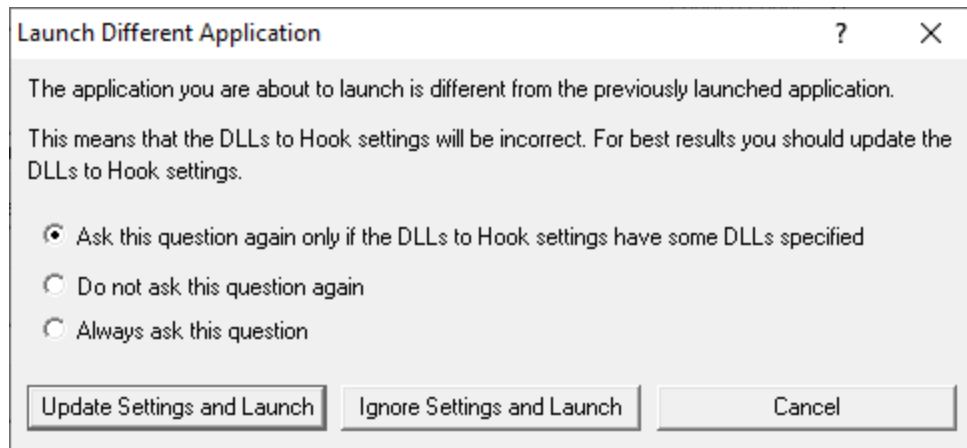 Launch Different Application
?
The application you are about to launch is different from the previously launched application.
This means that the DLLs to Hook settings will be incorrect. For best results you should update the
DLLs to Hook settings.
Ask this question again only if the DLLs to Hook settings have some DLLs specified
Do not ask this question again
Always ask this question
Update Settings and Launch
Ignore Settings and Launch
Cancel